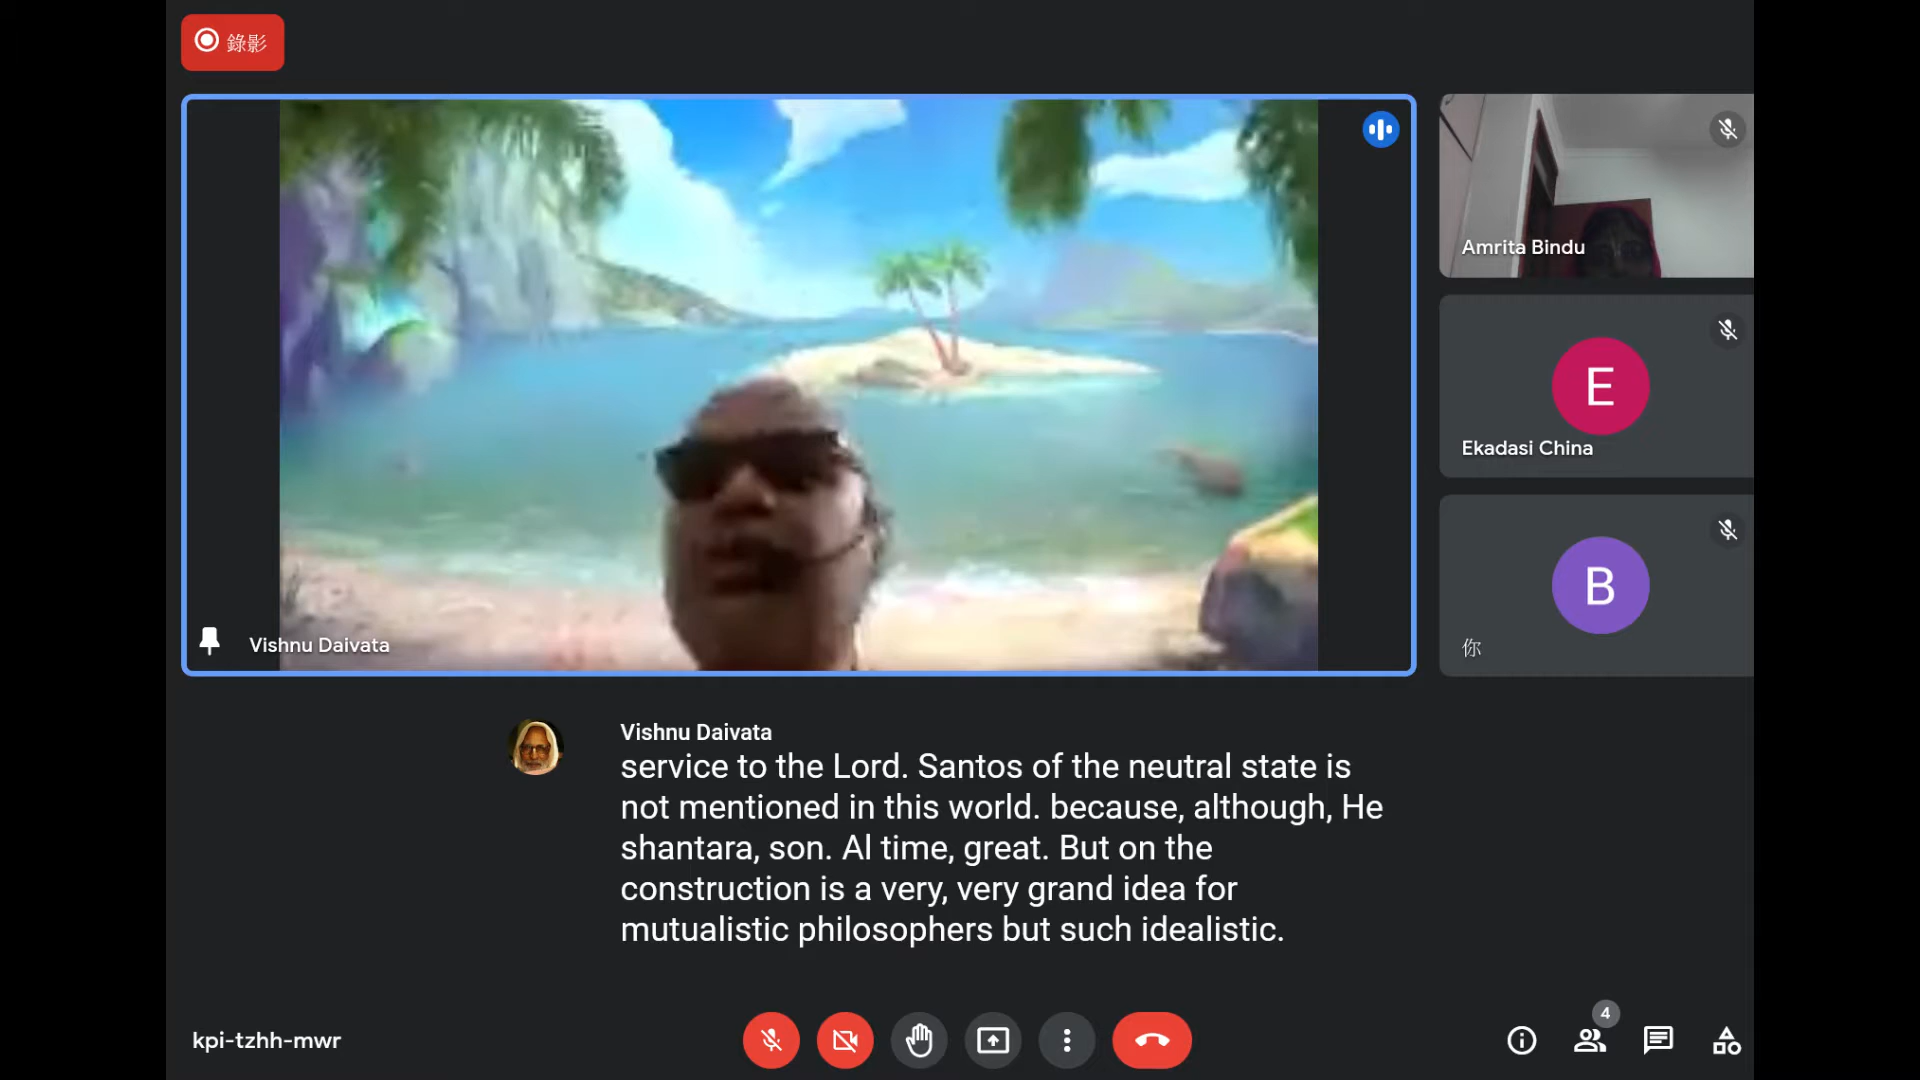 錄影
Amrita Bindu
E
Ekadasi China
B
你
Vishnu Daivata
Vishnu Daivata
service to the Lord. Santos of the neutral state is
not mentioned in this world. because, although, He
shantara, son. Al time, great. But on the
construction is a very, very grand idea for
mutualistic philosophers but such idealistic.
kpi-tzhh-mwr
4